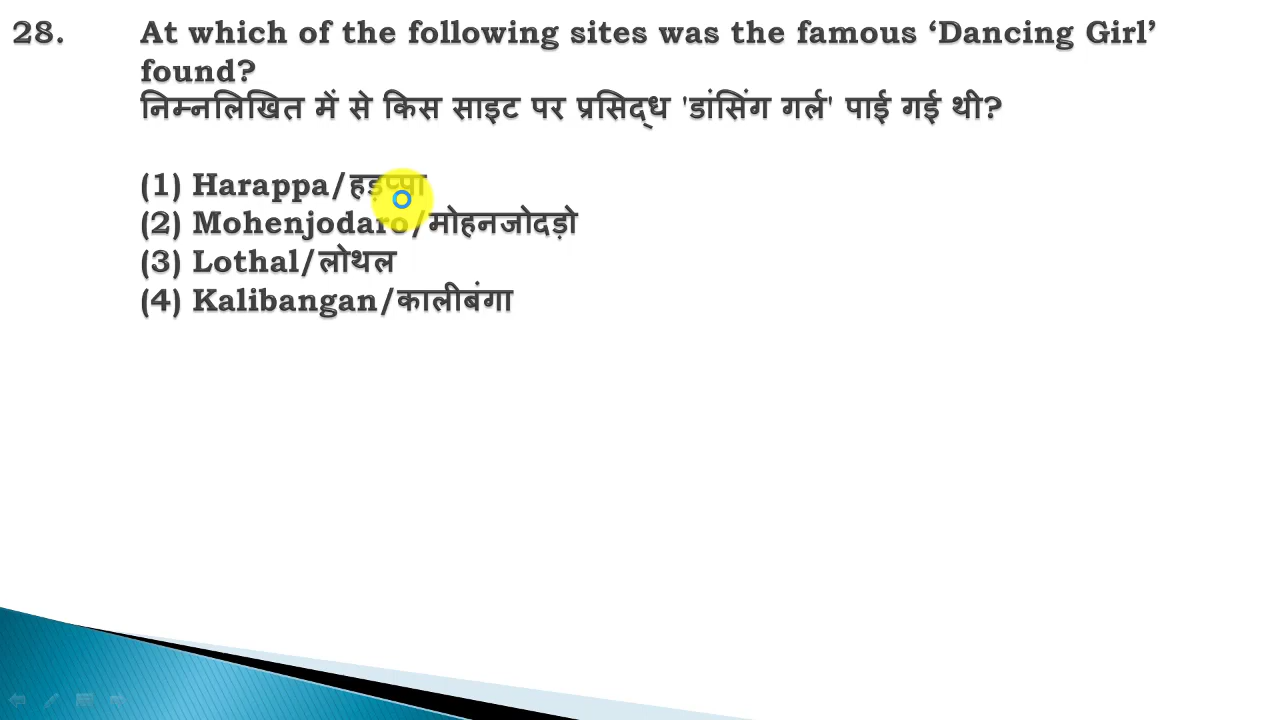 28. At which of the following sites was the famous ‘Dancing Girl’
found?
निम्नलिखित में से किस साइट पर प्रसिद्ध 'डांसिंग गर्ल' पाई गई थी?
(1) Harappa/हड़प्पा
(2) Mohenjodaro/मोहनजोदड़ो
(3) Lothal/लोथल
(4) Kalibangan/कालीबंगा